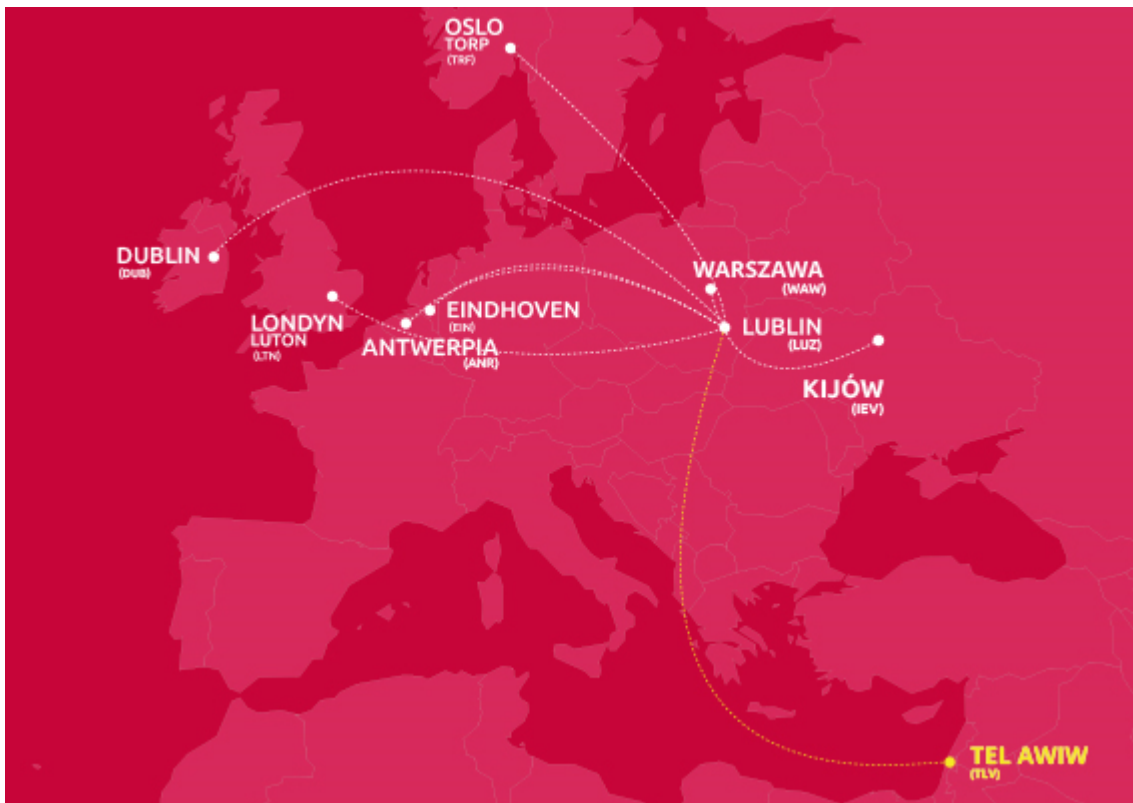 OSLO
TORP
(TRF)
DUBLIN
(DUB)
WARSZAWA
(WAW)
EINDHOVEN
(EIN)
LONDYN
LUTON
(LTN)
ANTWERPIA
(ANR)
LUBLIN
(LUZ)
KIJÓW
(IEV)
TEL AWIW
(TLV)